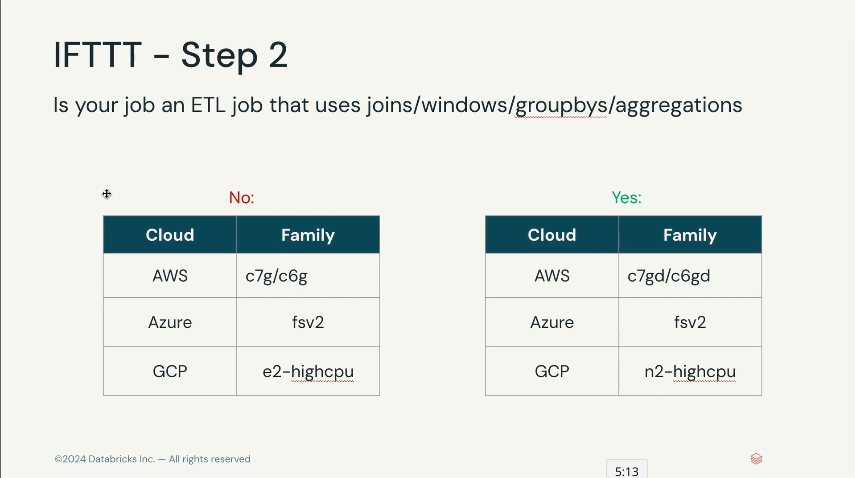 IFTTT - Step 2
Is your job an ETL job that uses joins/windows/groupbys/aggregations
No:
Cloud Family
AWS c7g/c6g
Azure fsv2
GCP e2-highcpu
Yes:
Cloud Family
AWS c7gd/c6gd
Azure fsv2
GCP n2-highcpu
©2024 Databricks Inc. — All rights reserved
5:13